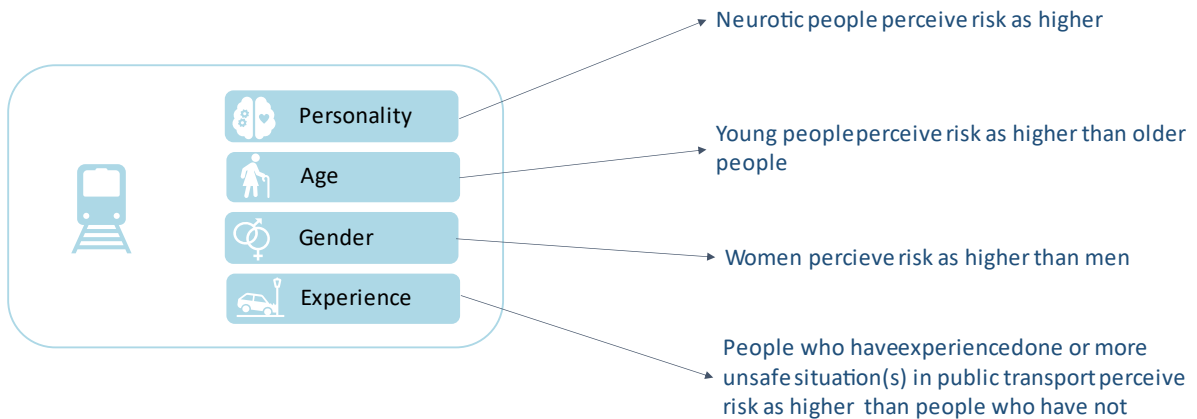 Neurotic people perceive risk as higher
Personality
Young peopleperceive risk as higher than older
people
Age
Gender
Women percieve risk as higher than men
Experience
People who haveexperiencedone or more
unsafe situation(s) in public transport perceive
risk as higher than people who have not